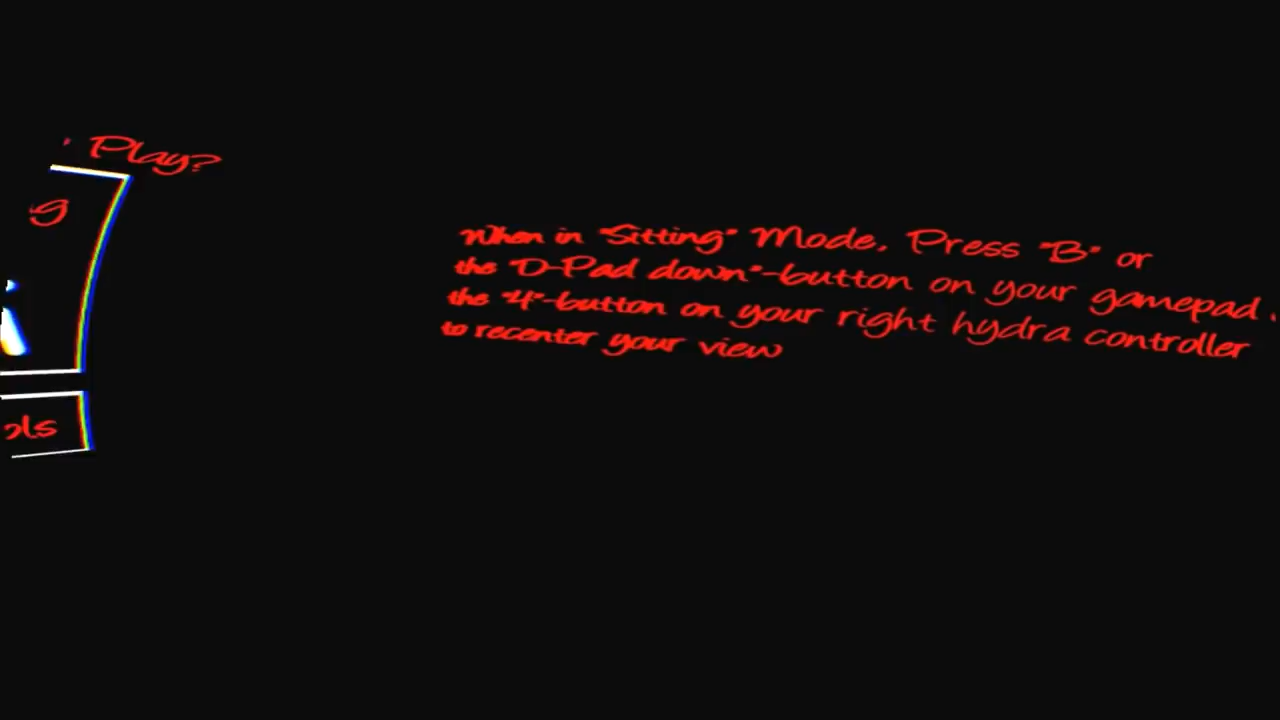 Play?
g
When in "Sitting" Mode, Press "B" or
the "D-Pad down"-button on your gamepad
the "4"-button on your right hydra controller
to recenter your view
ols